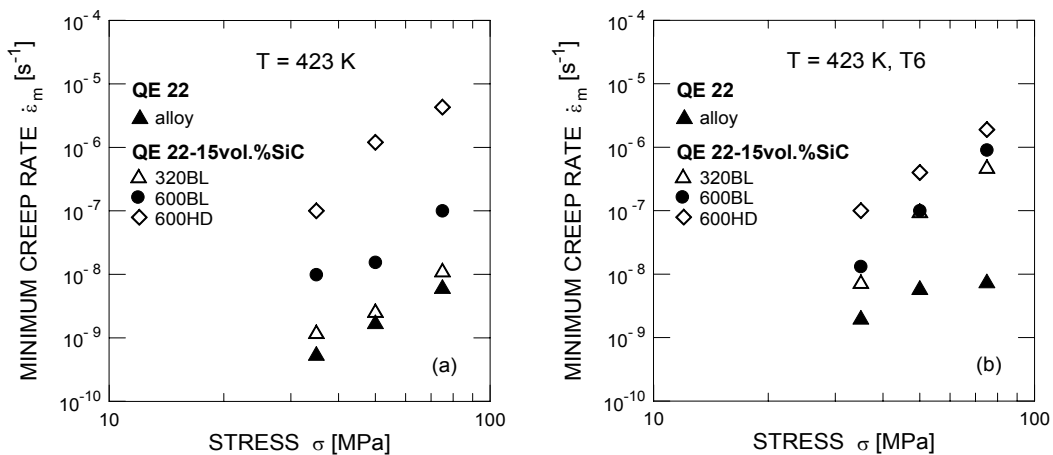 MINIMUM CREEP RATE ε̇ₘ [s⁻¹]
10⁻⁴
10⁻⁵
10⁻⁶
10⁻⁷
10⁻⁸
10⁻⁹
10⁻¹⁰
T = 423 K
QE 22
alloy
QE 22-15vol.%SiC
320BL
600BL
600HD
(a)
10
100
STRESS σ [MPa]
MINIMUM CREEP RATE ε̇ₘ [s⁻¹]
10⁻⁴
10⁻⁵
10⁻⁶
10⁻⁷
10⁻⁸
10⁻⁹
10⁻¹⁰
T = 423 K, T6
QE 22
alloy
QE 22-15vol.%SiC
320BL
600BL
600HD
(b)
10
100
STRESS σ [MPa]